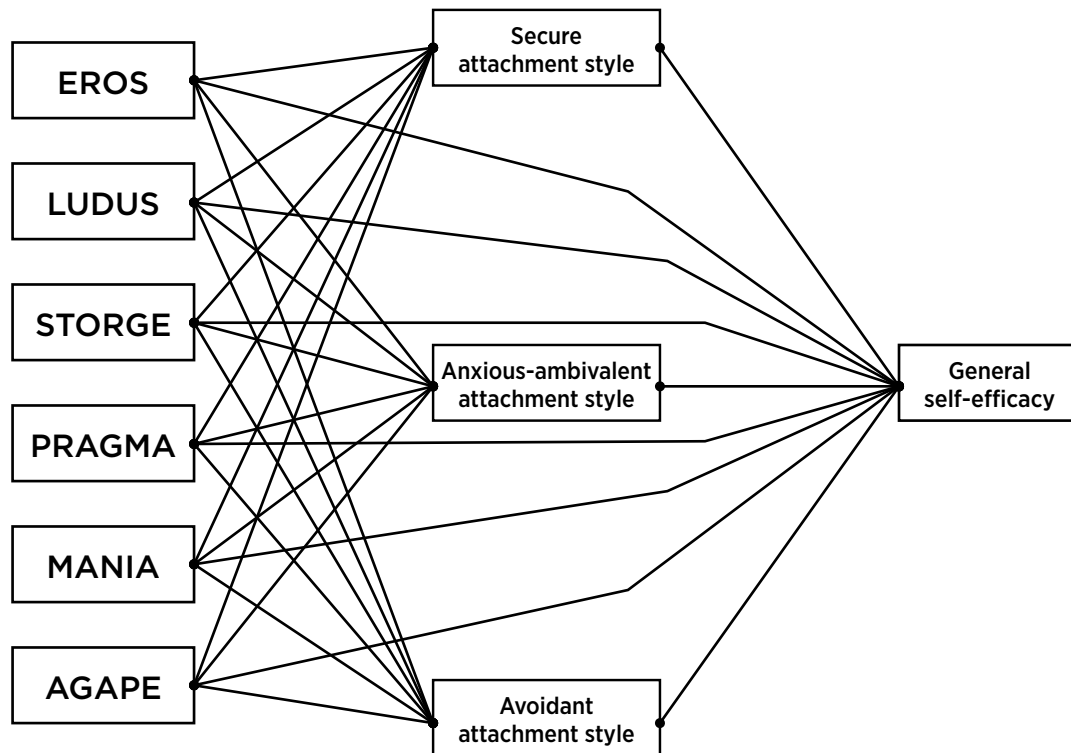 EROS
LUDUS
STORGE
PRAGMA
MANIA
AGAPE
Secure
attachment style
Anxious-ambivalent
attachment style
Avoidant
attachment style
General
self-efficacy